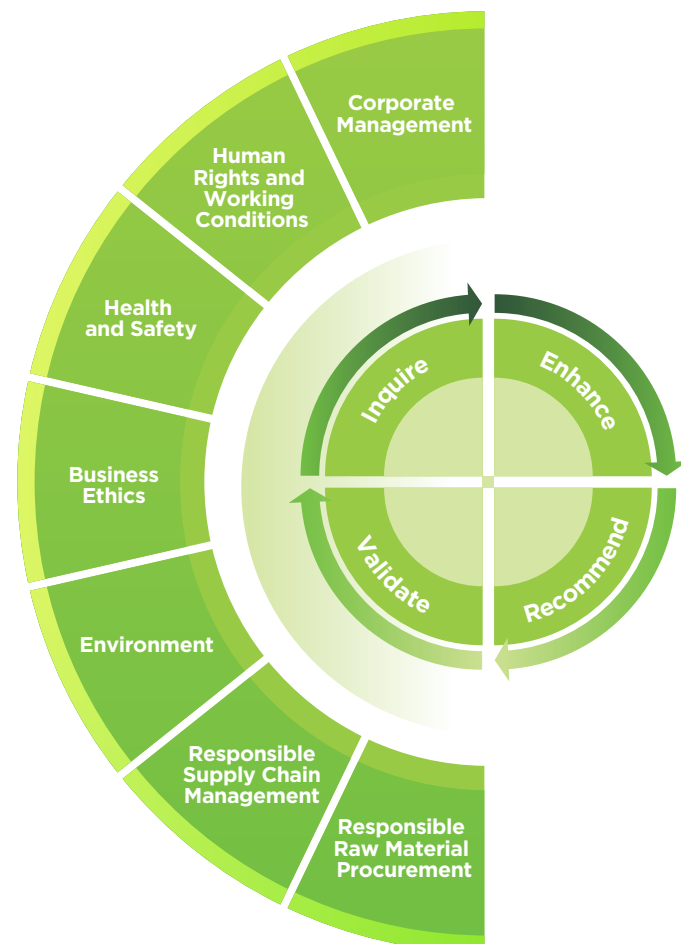 Corporate
Management
Human
Rights and
Working
Conditions
Health
and Safety
Business
Ethics
Environment
Responsible
Supply Chain
Management
Responsible
Raw Material
Procurement
Inquire
Enhance
Recommend
Validate